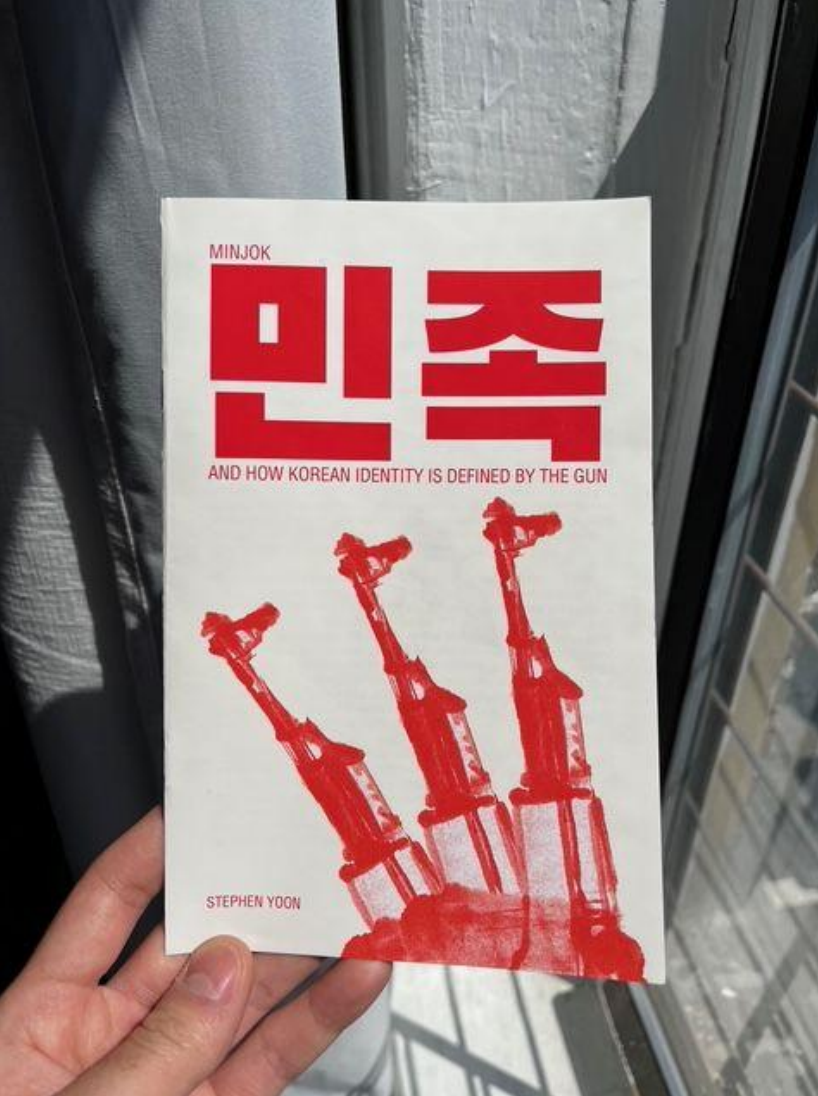 MINJOK
민족
AND HOW KOREAN IDENTITY IS DEFINED BY THE GUN
STEPHEN YOON